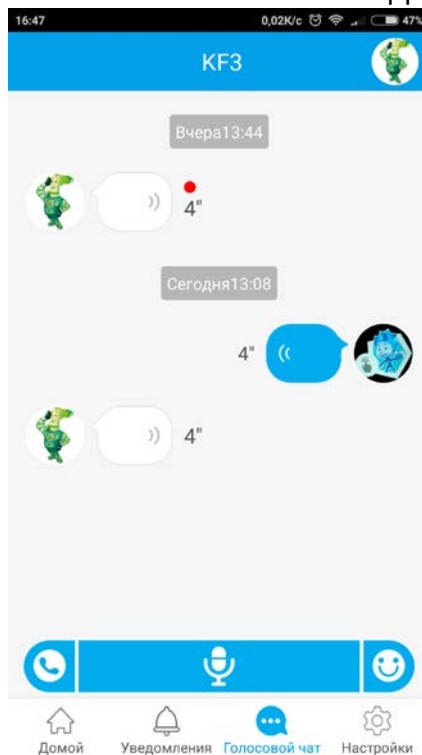 16:47 0,02K/c 47%
KF3
Вчера13:44
4"
Сегодня13:08
4"
4"
Домой Уведомления Голосовой чат Настройки